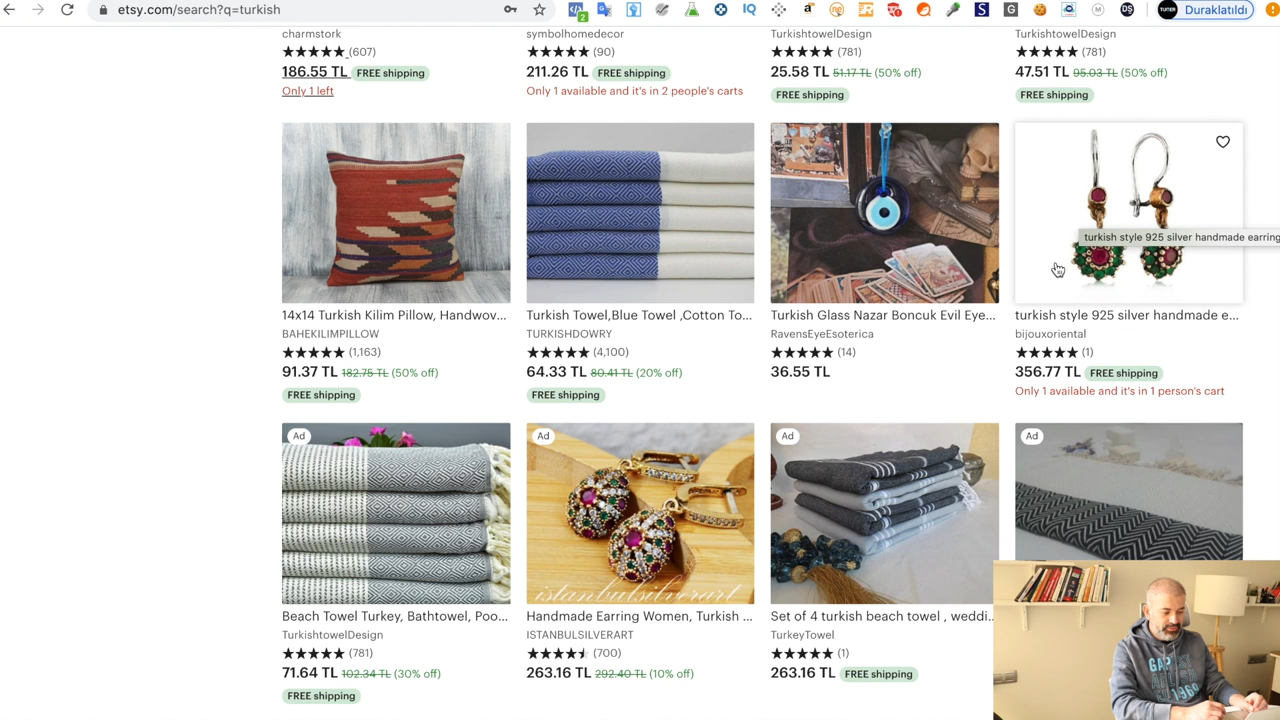 etsy.com/search?q=turkish
2
IQ
a
S
G
M
DS
TUNER
Duraklatıldı
charmstork
symbolhomedecor
TurkishtowelDesign
TurkishtowelDesign
★★★★★ (607)
★★★★★ (90)
★★★★★ (781)
★★★★★ (781)
186.55 TL FREE shipping
211.26 TL FREE shipping
25.58 TL 51.17 TL (50% off)
47.51 TL 95.03 TL (50% off)
Only 1 left
Only 1 available and it's in 2 people's carts
FREE shipping
FREE shipping
turkish style 925 silver handmade earring
14x14 Turkish Kilim Pillow, Handwov...
Turkish Towel,Blue Towel ,Cotton To...
Turkish Glass Nazar Boncuk Evil Eye...
turkish style 925 silver handmade e...
BAHEKILIMPILLOW
TURKISHDOWRY
RavensEyeEsoterica
bijouxoriental
★★★★★ (1,163)
★★★★★ (4,100)
★★★★★ (14)
★★★★★ (1)
91.37 TL 182.75 TL (50% off)
64.33 TL 80.41 TL (20% off)
36.55 TL
356.77 TL FREE shipping
FREE shipping
FREE shipping
Only 1 available and it's in 1 person's cart
Ad
Ad
Ad
Ad
istanbulsilverart
Beach Towel Turkey, Bathtowel, Poo...
Handmade Earring Women, Turkish ...
Set of 4 turkish beach towel , weddi...
TurkishtowelDesign
ISTANBULSILVERART
TurkeyTowel
★★★★★ (781)
(700)
★★★★★ (1)
71.64 TL 102.34 TL (30% off)
263.16 TL 292.40 TL (10% off)
263.16 TL FREE shipping
FREE shipping
1969